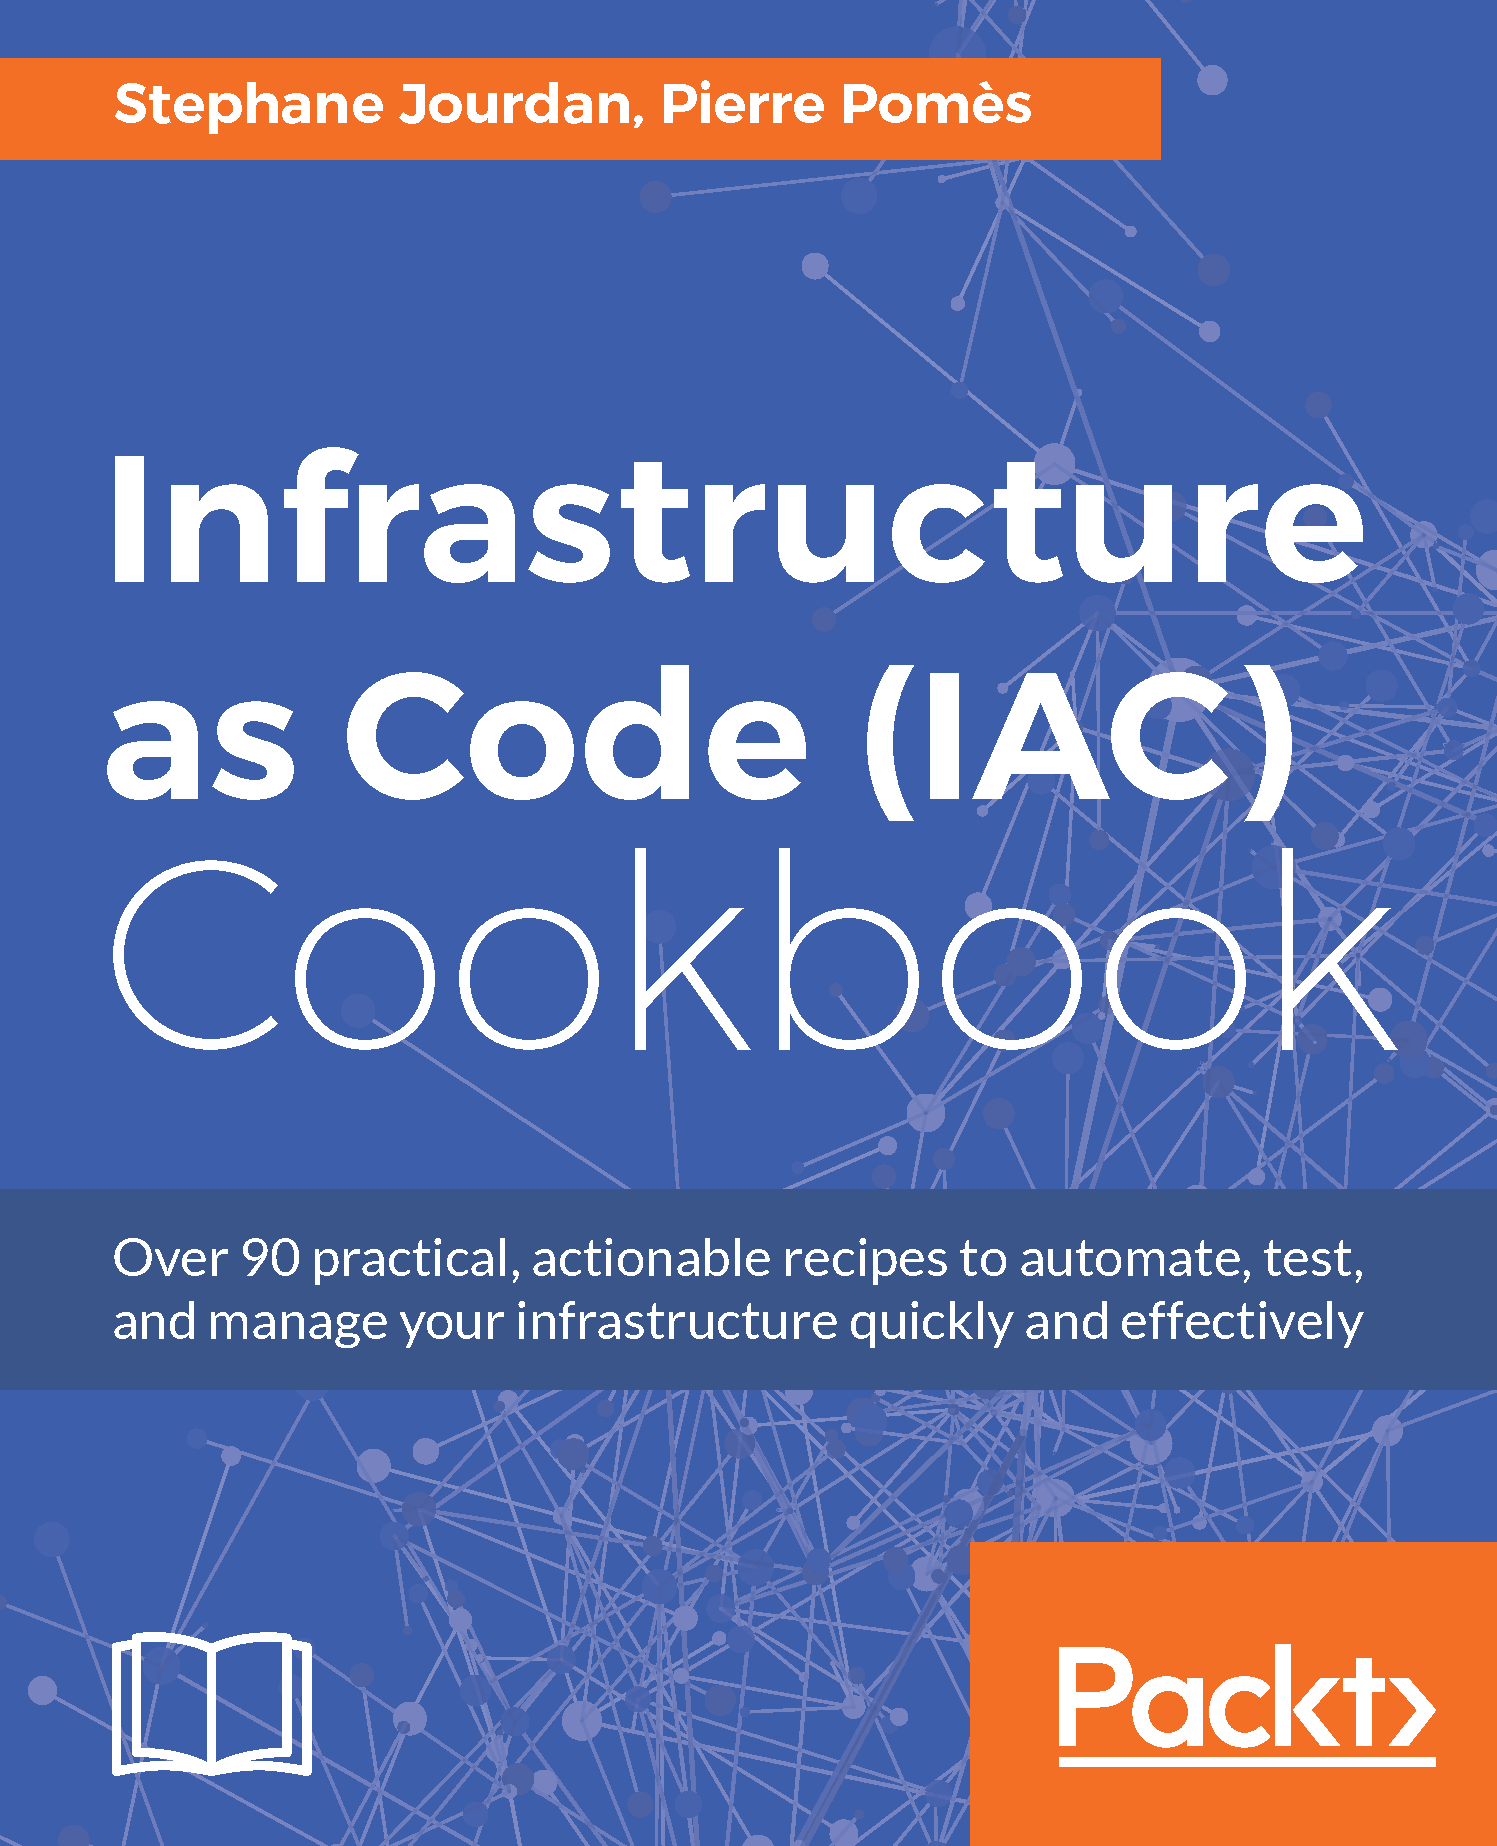 Stephane Jourdan, Pierre Pomès
Infrastructure
as Code (IAC)
Cookbook
Over 90 practical, actionable recipes to automate, test,
and manage your infrastructure quickly and effectively
Packt>